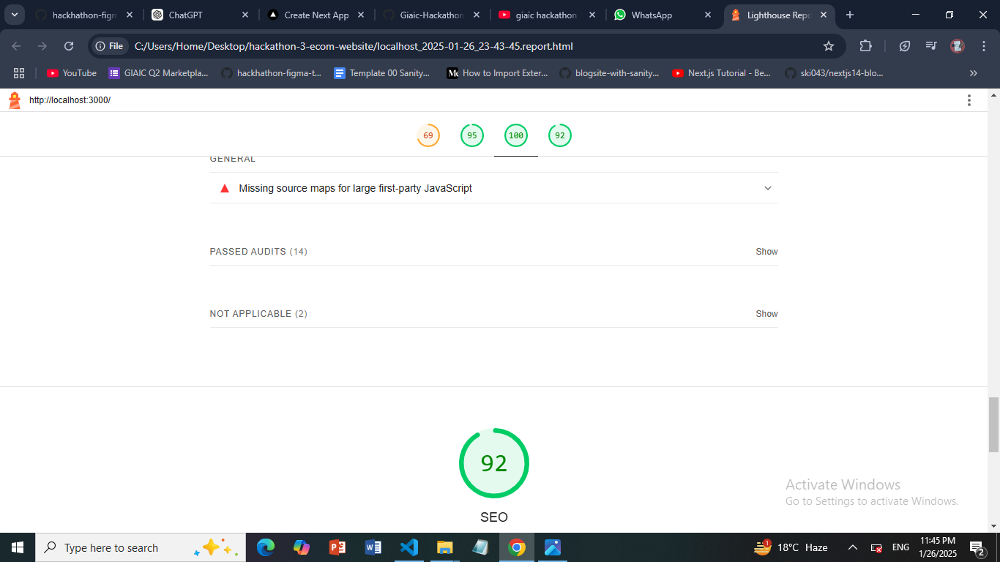 hackhathon-figm
ChatGPT
Create Next App
Giaic-Hackathon
giaic hackathon
WhatsApp
Lighthouse Repo
File
C:/Users/Home/Desktop/hackathon-3-ecom-website/localhost_2025-01-26_23-43-45.report.html
YouTube
GIAIC Q2 Marketpla...
hackhathon-figma-t...
Template 00 Sanity...
How to Import Exter...
blogsite-with-sanity...
Next.js Tutorial - Be...
ski043/nextjs14-blo...
http://localhost:3000/
69 95 100 92
GENERAL
Missing source maps for large first-party JavaScript
PASSED AUDITS (14)
Show
NOT APPLICABLE (2)
Show
92
SEO
Activate Windows
Go to Settings to activate Windows.
Type here to search
1
18°C Haze
ENG
11:45 PM
1/26/2025
2